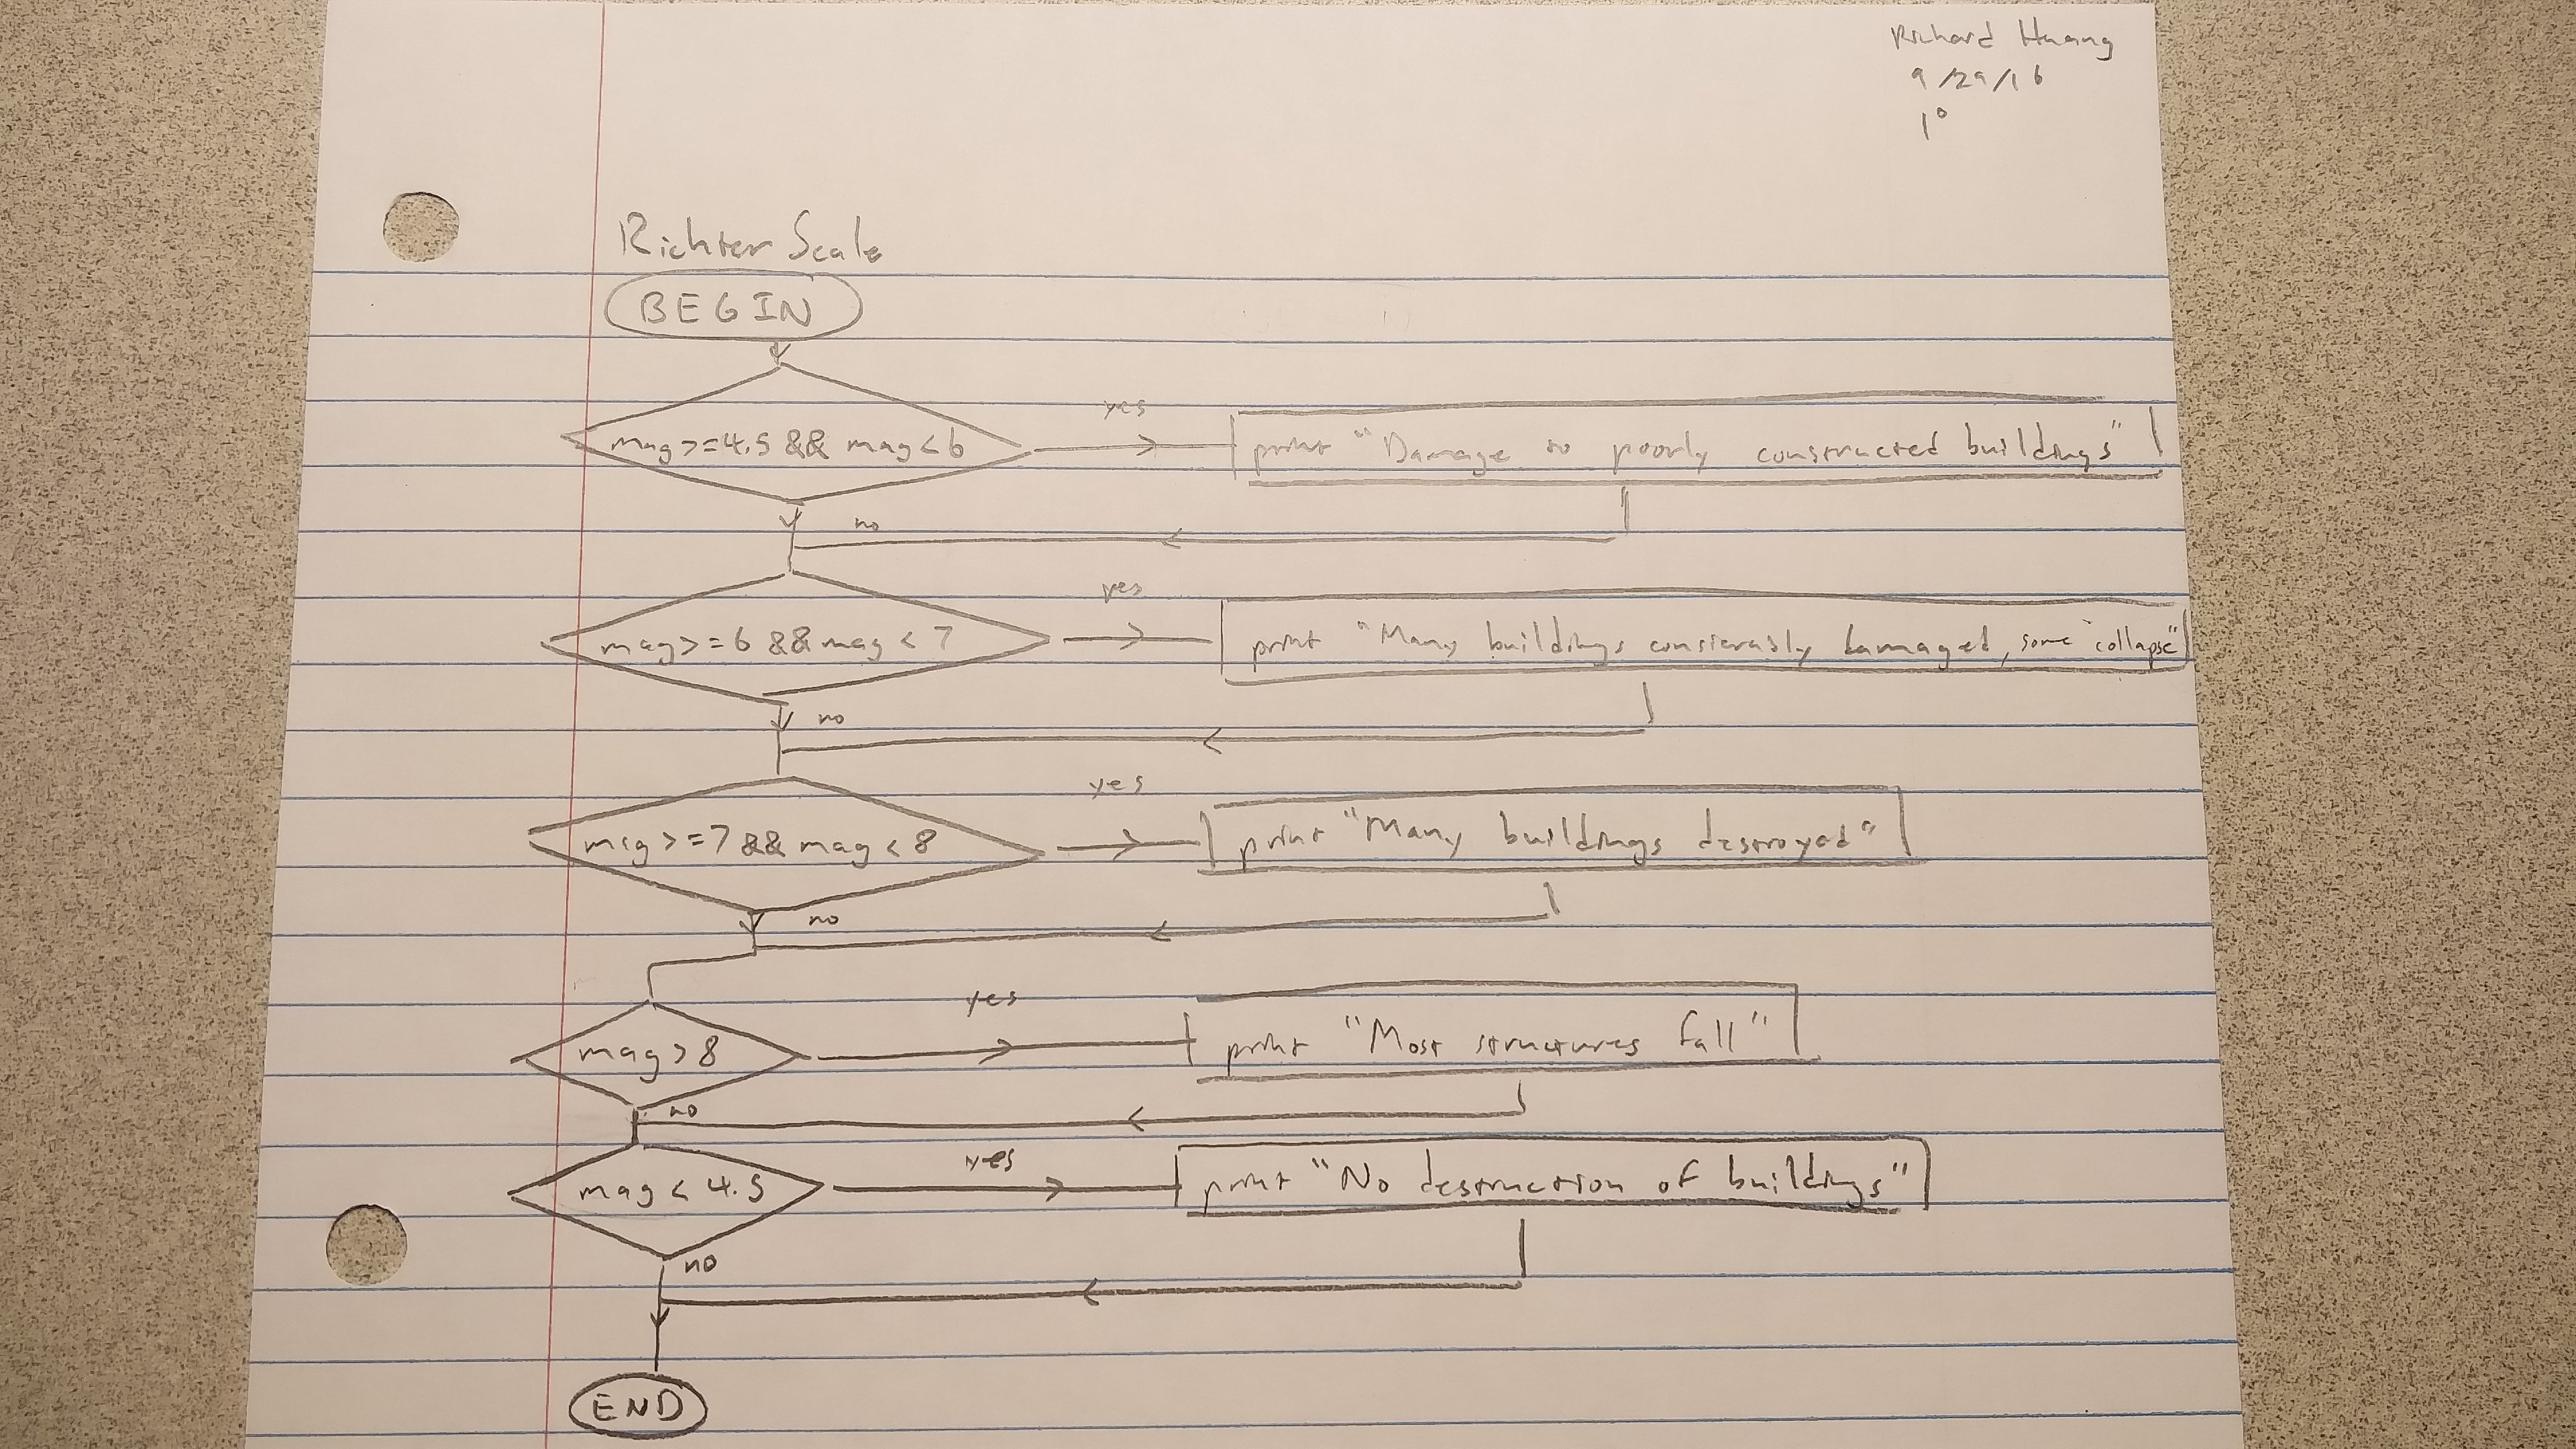 Richard Huang
9/29/16
1°
Richter Scale
BEGIN
mag>=4.5 && mag<6
yes
print "Damage to poorly constructed buildings"
no
mag>=6 && mag < 7
yes
print "Many buildings consierably damaged, some collapse"
no
mag>=7 && mag < 8
yes
print "Many buildings destroyed"
no
mag>8
yes
print "Most structures fall"
no
mag < 4.5
yes
print "No destruction of buildings"
no
END